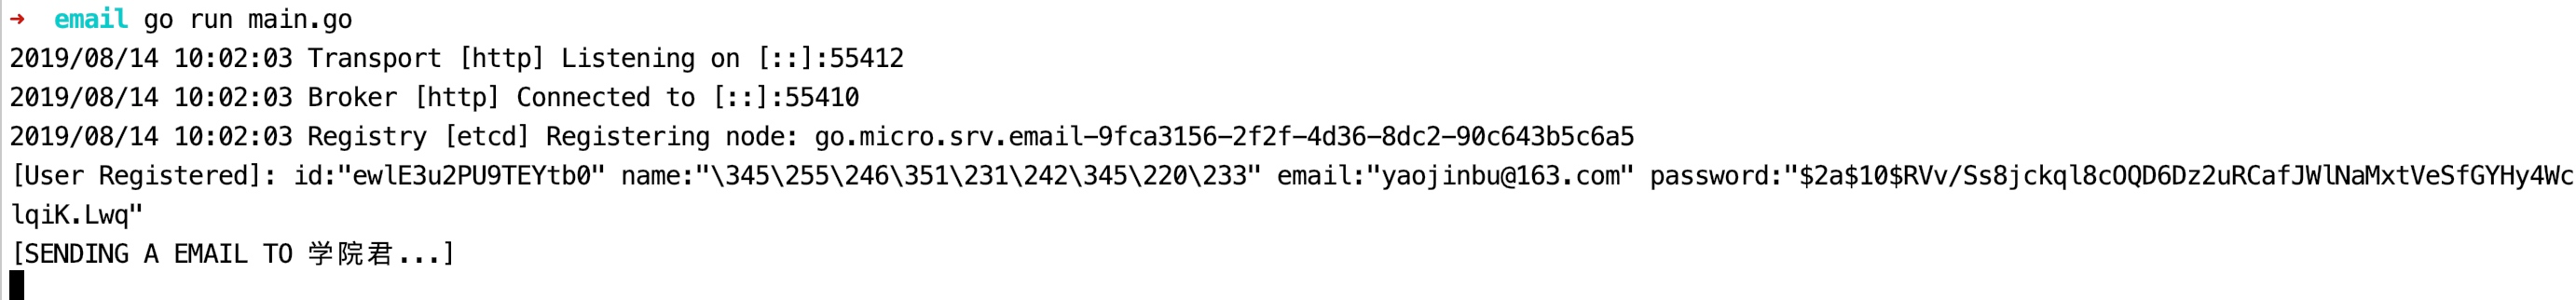 → email go run main.go
2019/08/14 10:02:03 Transport [http] Listening on [::]:55412
2019/08/14 10:02:03 Broker [http] Connected to [::]:55410
2019/08/14 10:02:03 Registry [etcd] Registering node: go.micro.srv.email-9fca3156-2f2f-4d36-8dc2-90c643b5c6a5
[User Registered]: id:"ewlE3u2PU9TEYtb0" name:"\345\255\246\351\231\242\345\220\233" email:"yaojinbu@163.com" password:"$2a$10$RVv/Ss8jckql8cOQD6Dz2uRCafJWlNaMxtVeSfGYHy4Wc
lqiK.Lwq"
[SENDING A EMAIL TO 学院君...]